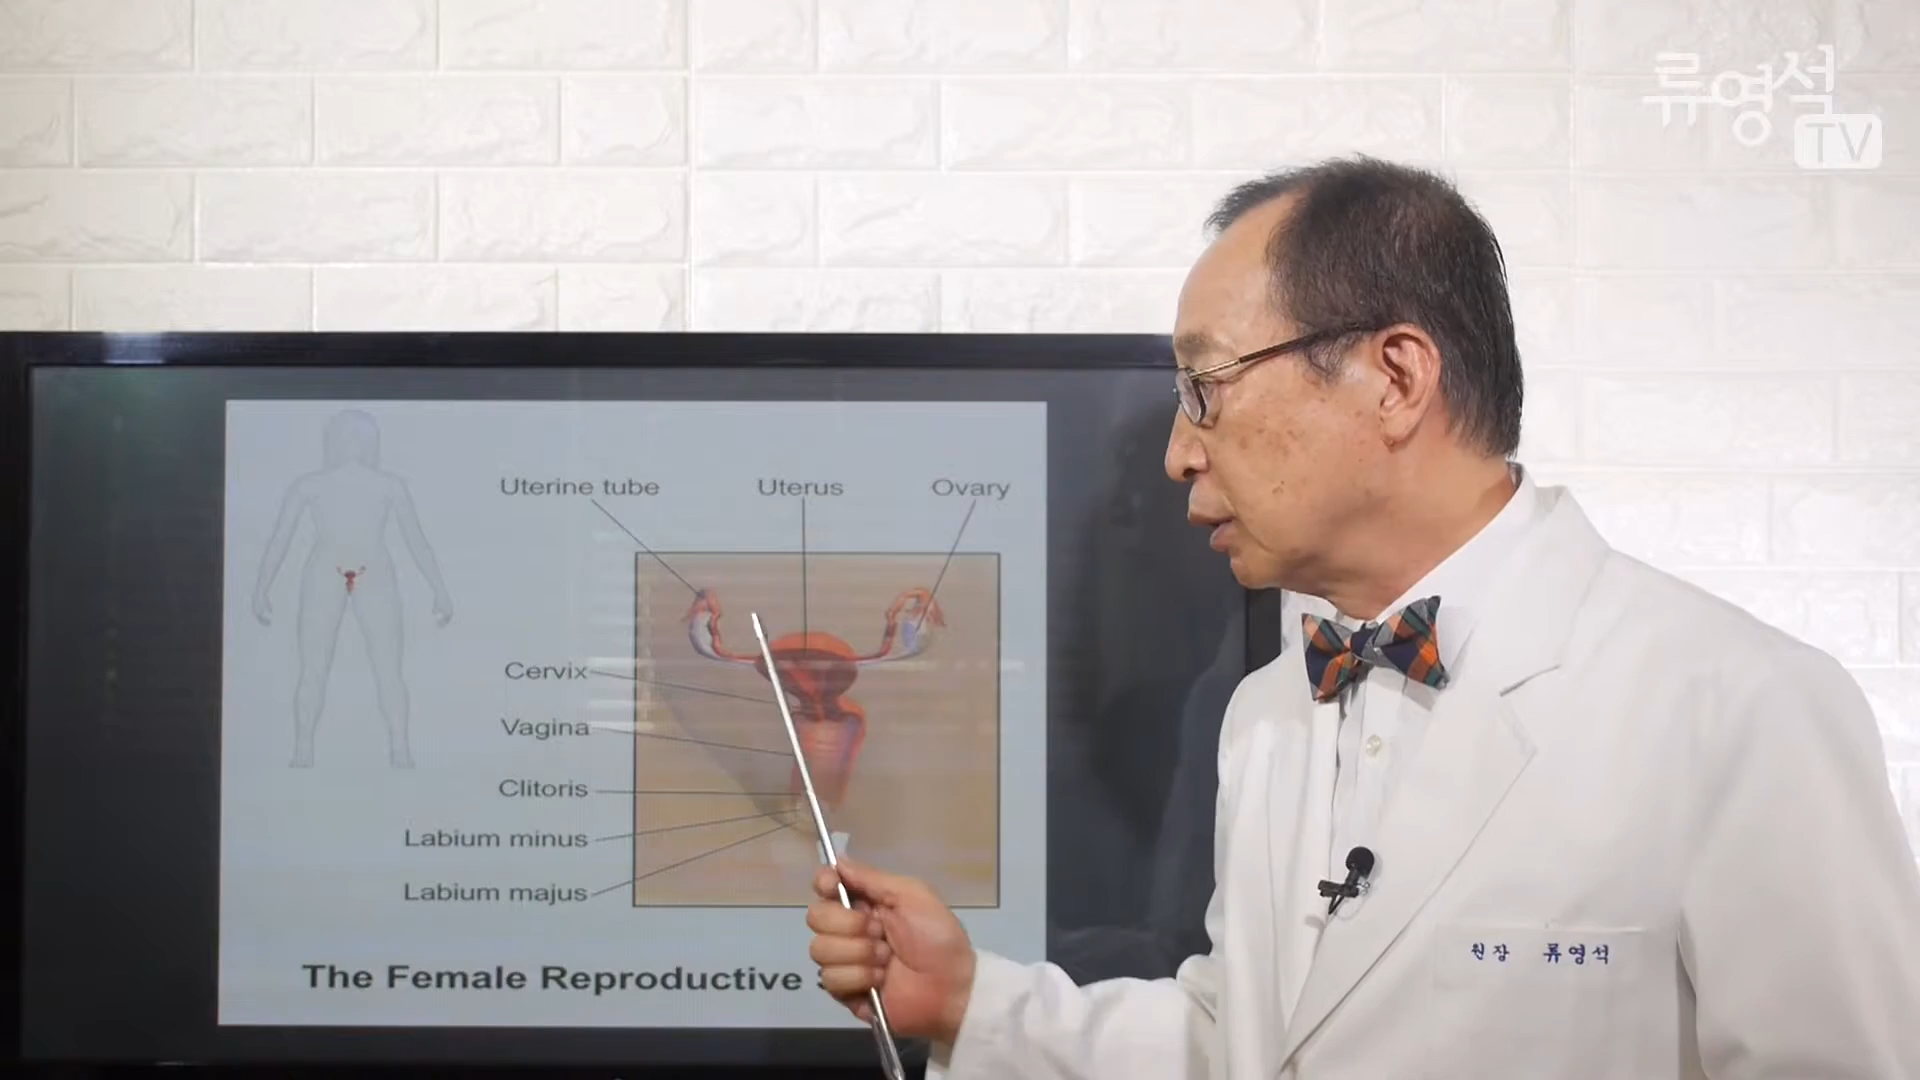 류영석
TV
Uterine tube
Uterus
Ovary
Cervix
Vagina
Clitoris
Labium minus
Labium majus
The Female Reproductive
원장 류영석